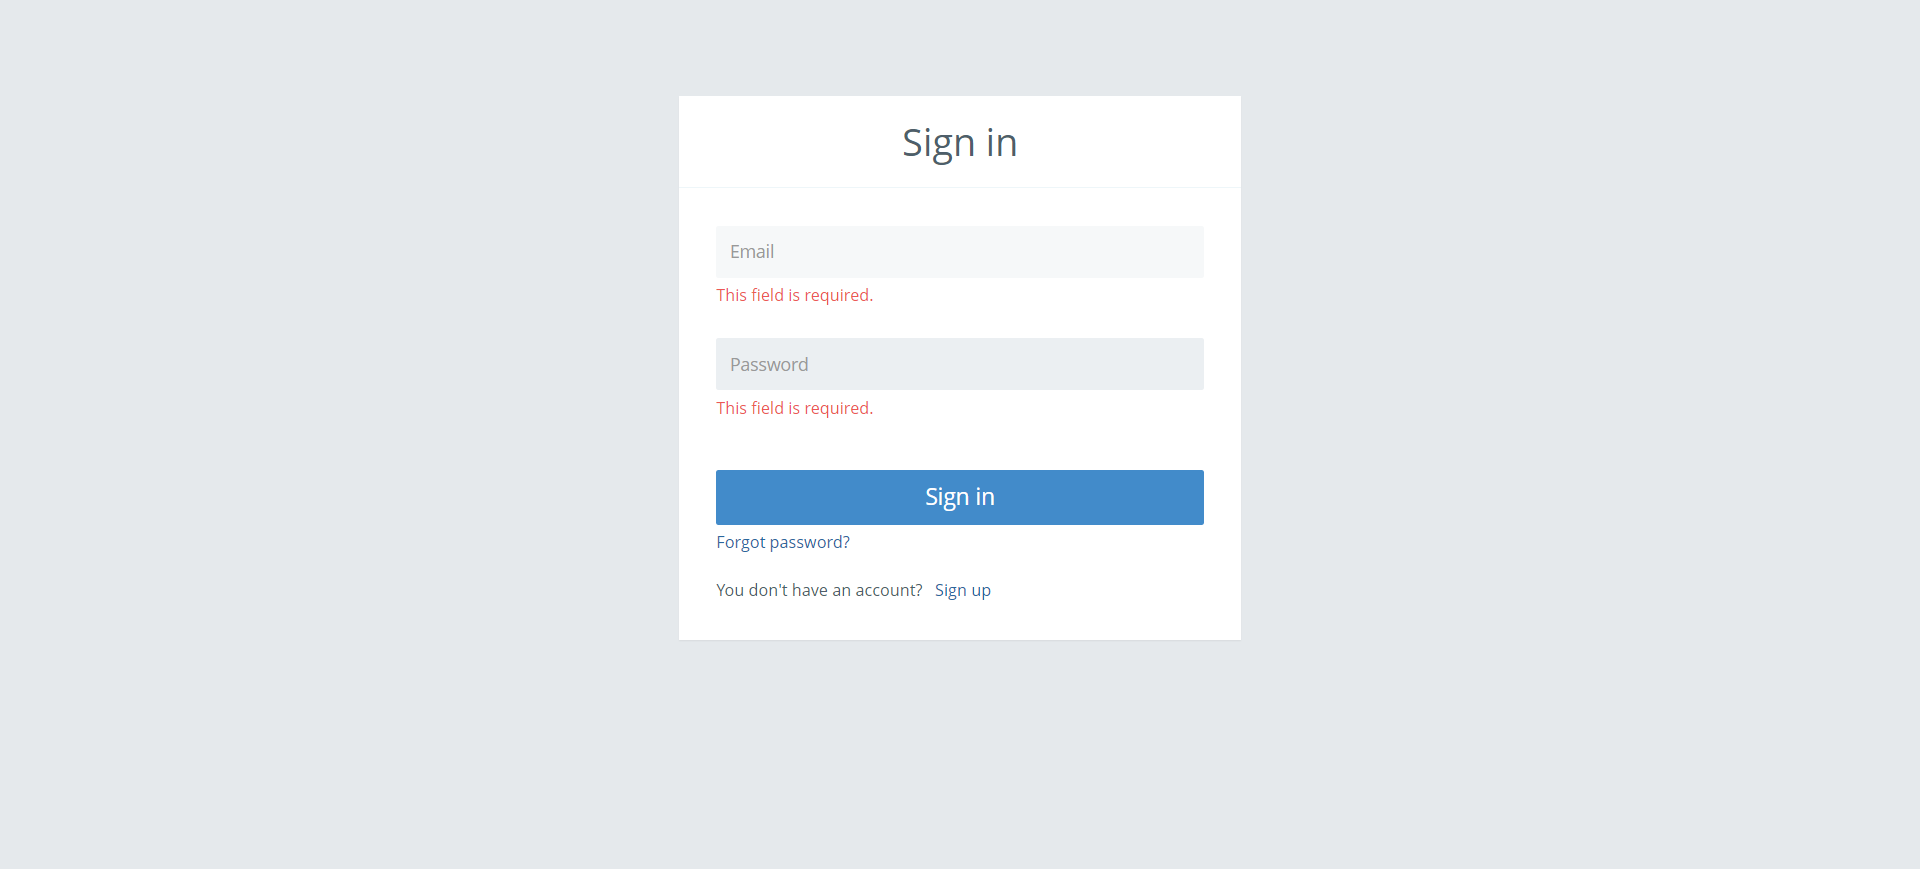 Sign in
Email
This field is required.
Password
This field is required.
Sign in
Forgot password?
You don't have an account? Sign up